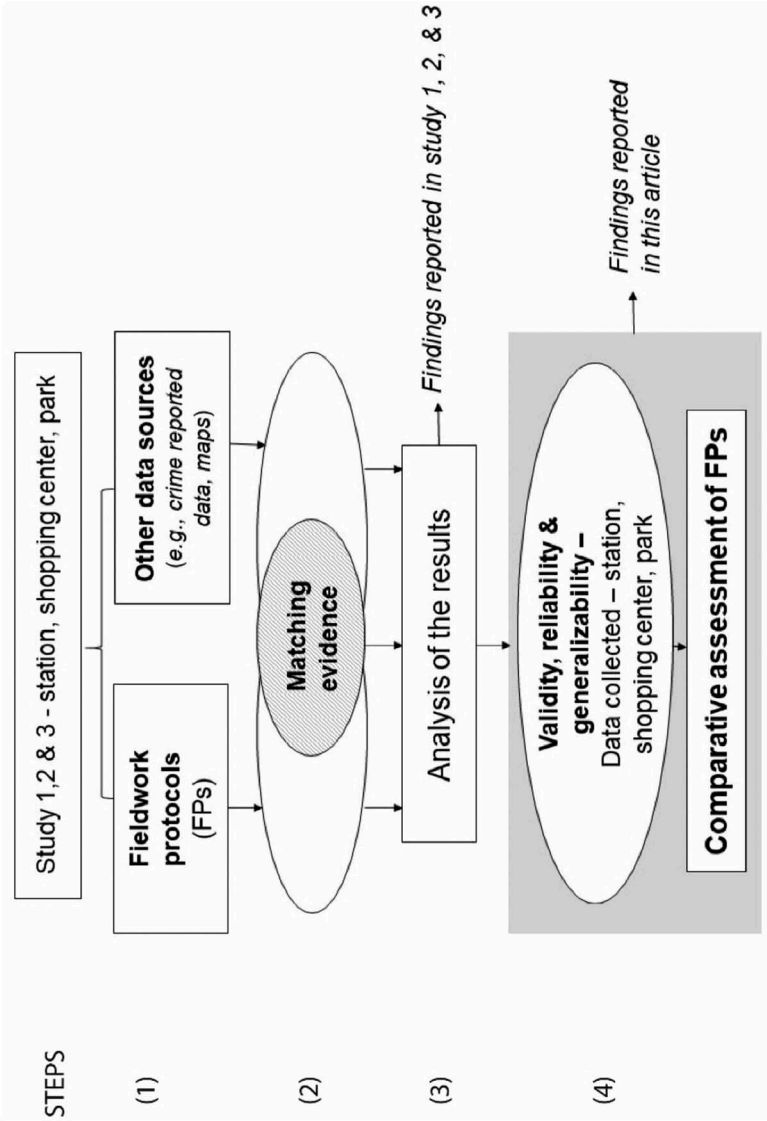 STEPS
Study 1,2 & 3 - station, shopping center, park
(1)
Fieldwork
protocols
(FPs)
Other data sources
(e.g., crime reported
data, maps)
(2)
Matching
evidence
(3)
Analysis of the results
Findings reported in study 1, 2, & 3
(4)
Validity, reliability &
generalizability –
Data collected – station,
shopping center, park
Findings reported
in this article
Comparative assessment of FPs